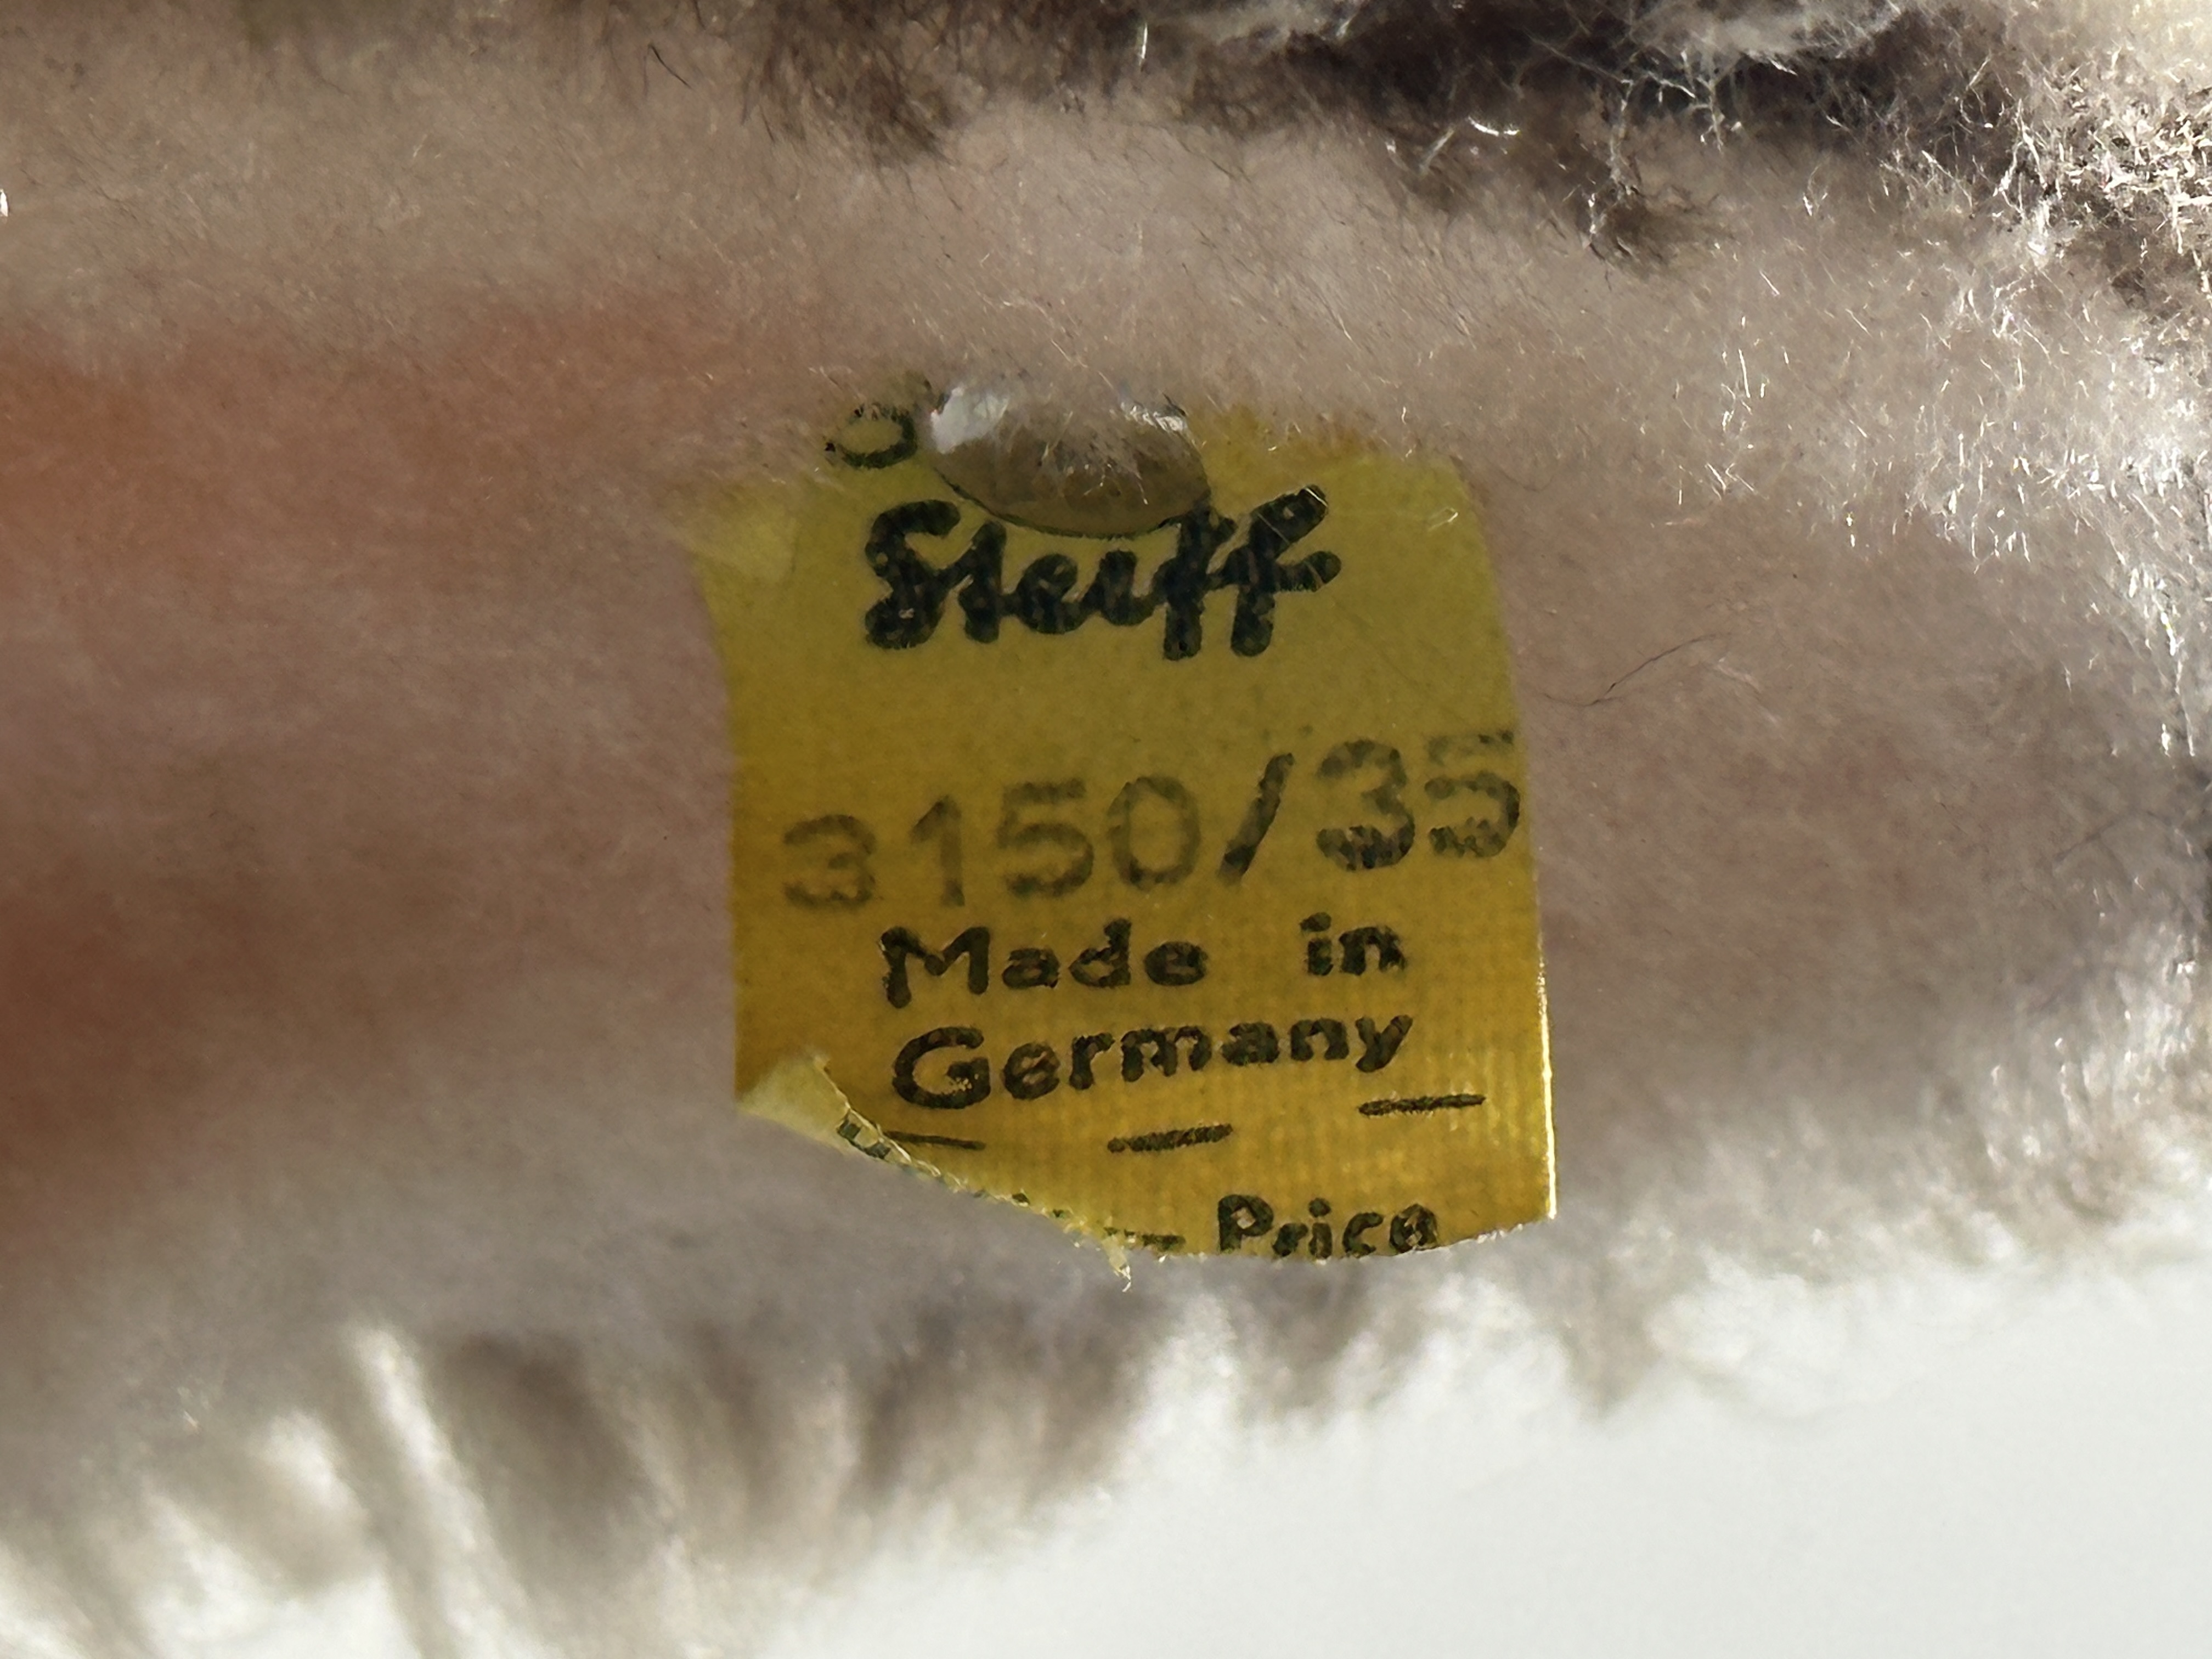 Steiff
3150/35
Made in
Germany
— — —
Price